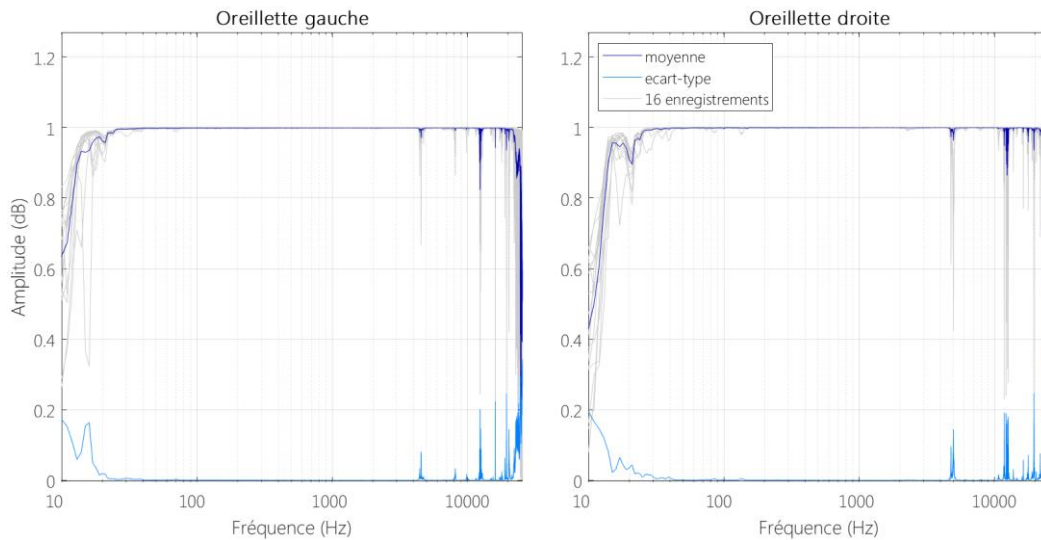 Oreillette gauche
1.2
1
0.8
0.6
0.4
0.2
0
10
100
1000
10000
Amplitude (dB)
Fréquence (Hz)
Oreillette droite
moyenne
ecart-type
16 enregistrements
1.2
1
0.8
0.6
0.4
0.2
0
10
100
1000
10000
Fréquence (Hz)